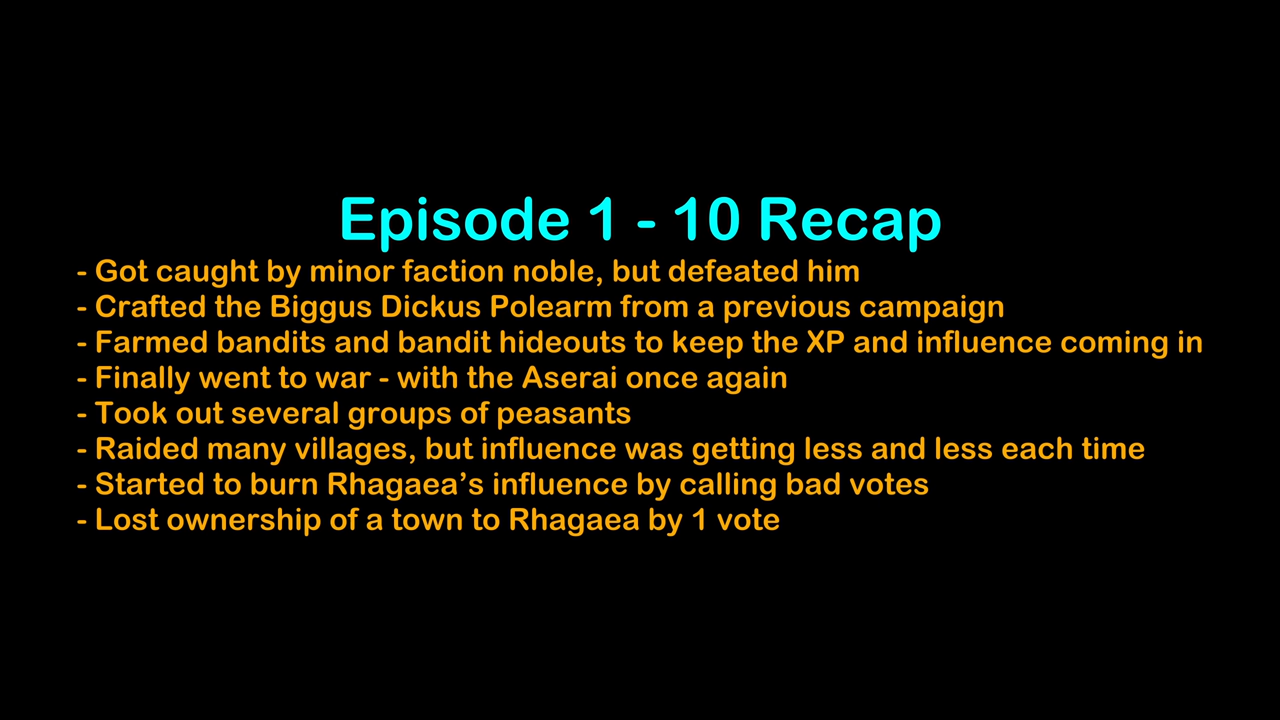 Episode 1 - 10 Recap
- Got caught by minor faction noble, but defeated him
- Crafted the Biggus Dickus Polearm from a previous campaign
- Farmed bandits and bandit hideouts to keep the XP and influence coming in
- Finally went to war - with the Aserai once again
- Took out several groups of peasants
- Raided many villages, but influence was getting less and less each time
- Started to burn Rhagaea’s influence by calling bad votes
- Lost ownership of a town to Rhagaea by 1 vote